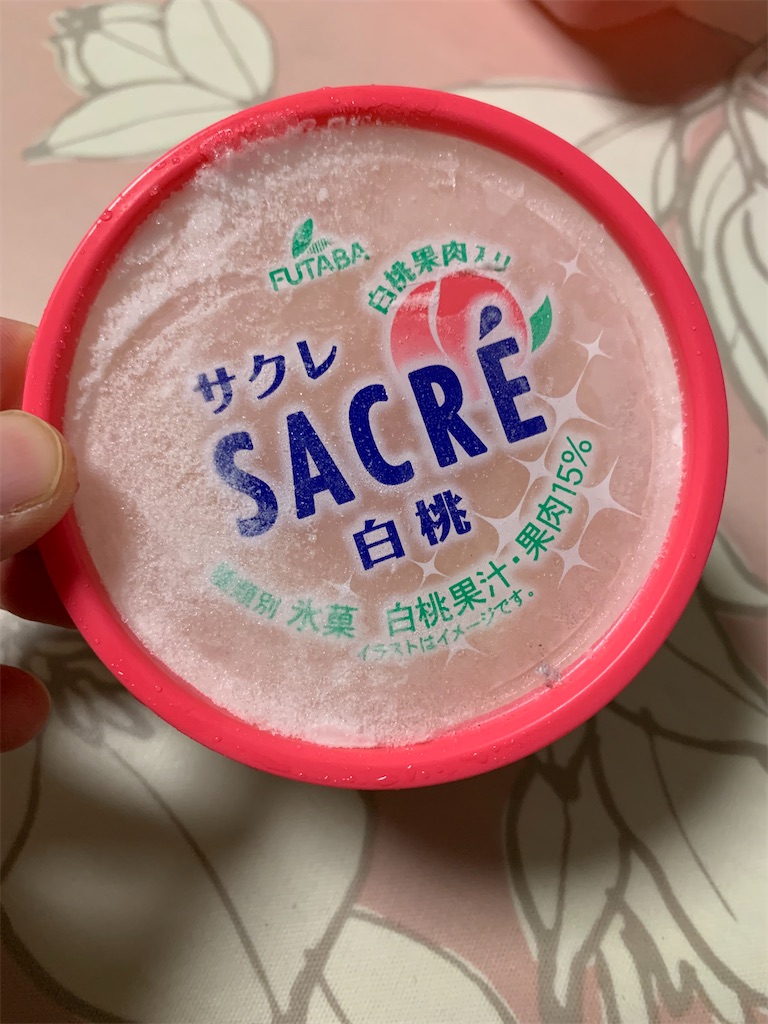 FUTABA
白桃果肉入り
サクレ
SACRÉ
白桃
種類別 氷菓
白桃果汁・果肉15%
イラストはイメージです。